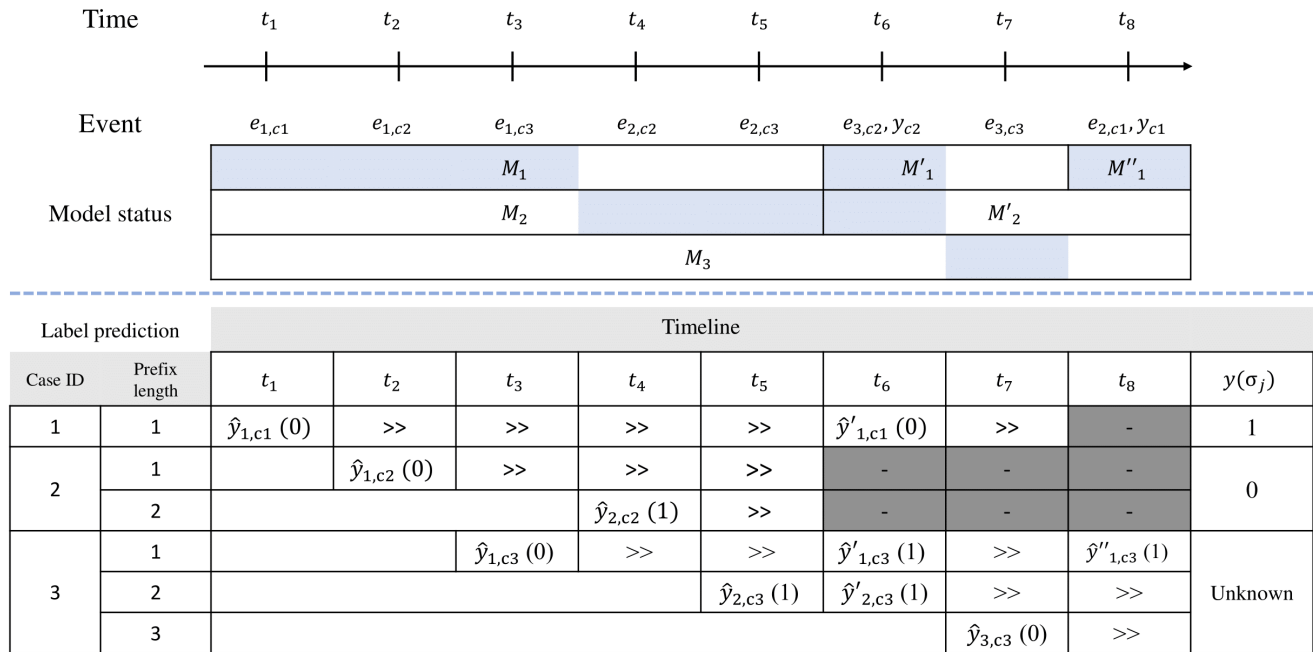 Time t₁ t₂ t₃ t₄ t₅ t₆ t₇ t₈
Event e₁,c1 e₁,c2 e₁,c3 e₂,c2 e₂,c3 e₃,c2, y_c2 e₃,c3 e₂,c1, y_c1
M₁ M′₁ M″₁
Model status M₂ M′₂
M₃
Label prediction Timeline
Case ID Prefix length t₁ t₂ t₃ t₄ t₅ t₆ t₇ t₈ y(σⱼ)
1 1 ŷ₁,c1 (0) >> >> >> >> ŷ′₁,c1 (0) >> - 1
2 1 ŷ₁,c2 (0) >> >> >> - - - 0
2 ŷ₂,c2 (1) >> - - -
3 1 ŷ₁,c3 (0) >> >> ŷ′₁,c3 (1) >> ŷ″₁,c3 (1) Unknown
2 ŷ₂,c3 (1) ŷ′₂,c3 (1) >> >>
3 ŷ₃,c3 (0) >>